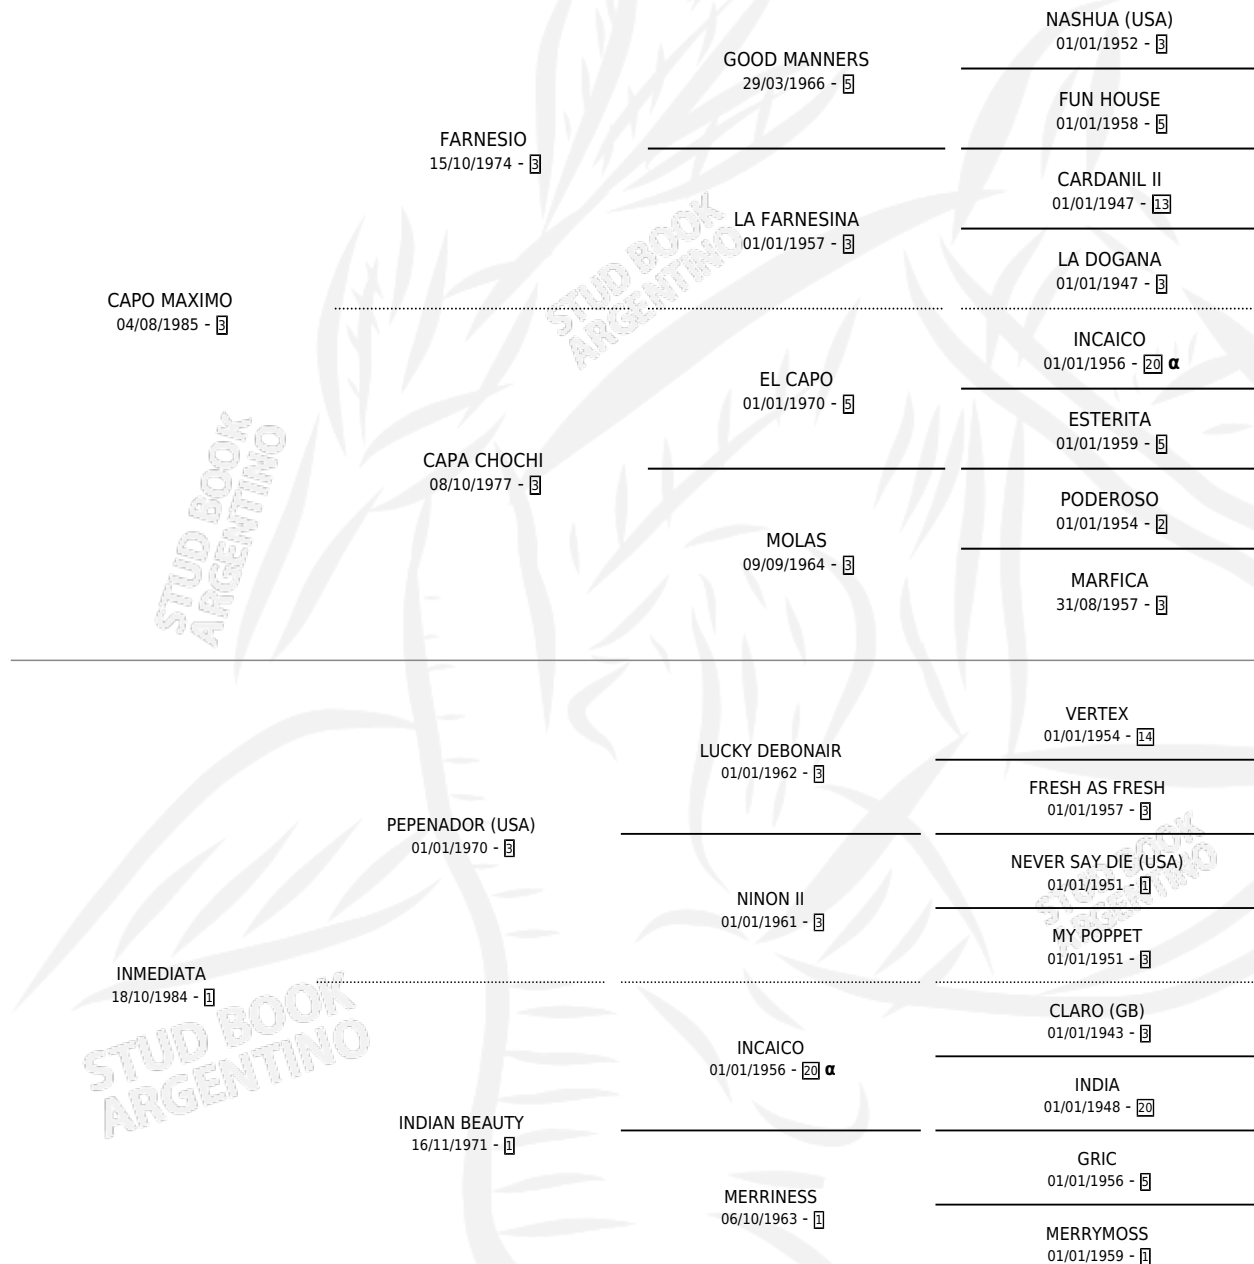 NASHUA (USA)
01/01/1952 - 3
GOOD MANNERS
29/03/1966 - 5
FUN HOUSE
01/01/1958 - 5
FARNESIO
15/10/1974 - 3
CARDANIL II
01/01/1947 - 13
LA FARNESINA
01/01/1957 - 3
LA DOGANA
01/01/1947 - 3
CAPO MAXIMO
04/08/1985 - 3
INCAICO
01/01/1956 - 20 α
EL CAPO
01/01/1970 - 5
ESTERITA
01/01/1959 - 5
CAPA CHOCHI
08/10/1977 - 3
PODEROSO
01/01/1954 - 2
MOLAS
09/09/1964 - 3
MARFICA
31/08/1957 - 3
VERTEX
01/01/1954 - 14
LUCKY DEBONAIR
01/01/1962 - 3
FRESH AS FRESH
01/01/1957 - 3
PEPENADOR (USA)
01/01/1970 - 3
NEVER SAY DIE (USA)
01/01/1951 - 1
NINON II
01/01/1961 - 3
MY POPPET
01/01/1951 - 3
INMEDIATA
18/10/1984 - 1
CLARO (GB)
01/01/1943 - 3
INCAICO
01/01/1956 - 20 α
INDIA
01/01/1948 - 20
INDIAN BEAUTY
16/11/1971 - 1
GRIC
01/01/1956 - 5
MERRINESS
06/10/1963 - 1
MERRYMOSS
01/01/1959 - 1
STUD BOOK
ARGENTINO
STUD BOOK
ARGENTINO
STUD BOOK
ARGENTINO
STUD BOOK
ARGENTINO